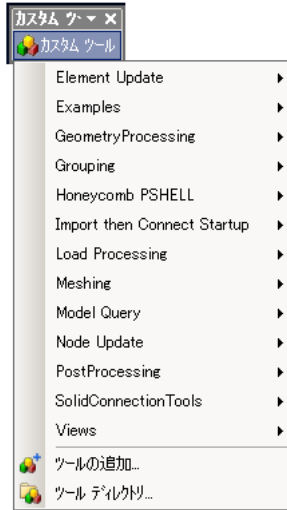 カスタム ツ
カスタム ツール
Element Update
Examples
GeometryProcessing
Grouping
Honeycomb PSHELL
Import then Connect Startup
Load Processing
Meshing
Model Query
Node Update
PostProcessing
SolidConnectionTools
Views
ツールの追加...
ツール ディレクトリ...